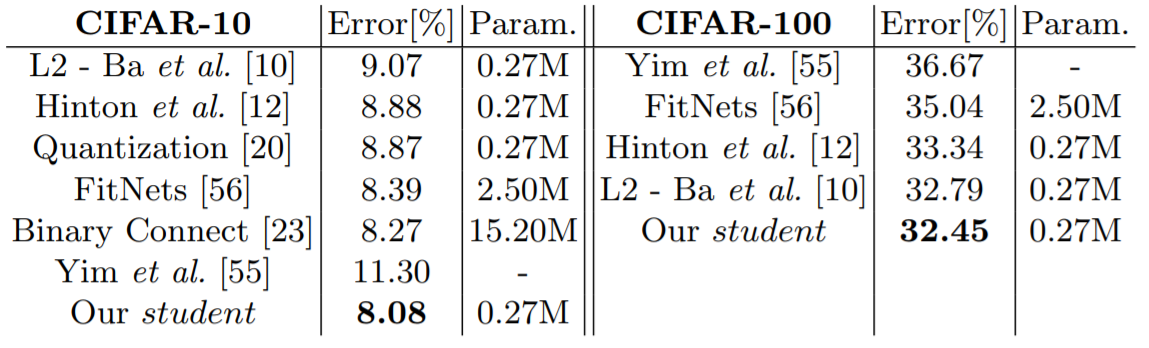 CIFAR-10 Error[%] Param. CIFAR-100 Error[%] Param.
L2 - Ba et al. [10] 9.07 0.27M Yim et al. [55] 36.67 -
Hinton et al. [12] 8.88 0.27M FitNets [56] 35.04 2.50M
Quantization [20] 8.87 0.27M Hinton et al. [12] 33.34 0.27M
FitNets [56] 8.39 2.50M L2 - Ba et al. [10] 32.79 0.27M
Binary Connect [23] 8.27 15.20M Our student 32.45 0.27M
Yim et al. [55] 11.30 -
Our student 8.08 0.27M